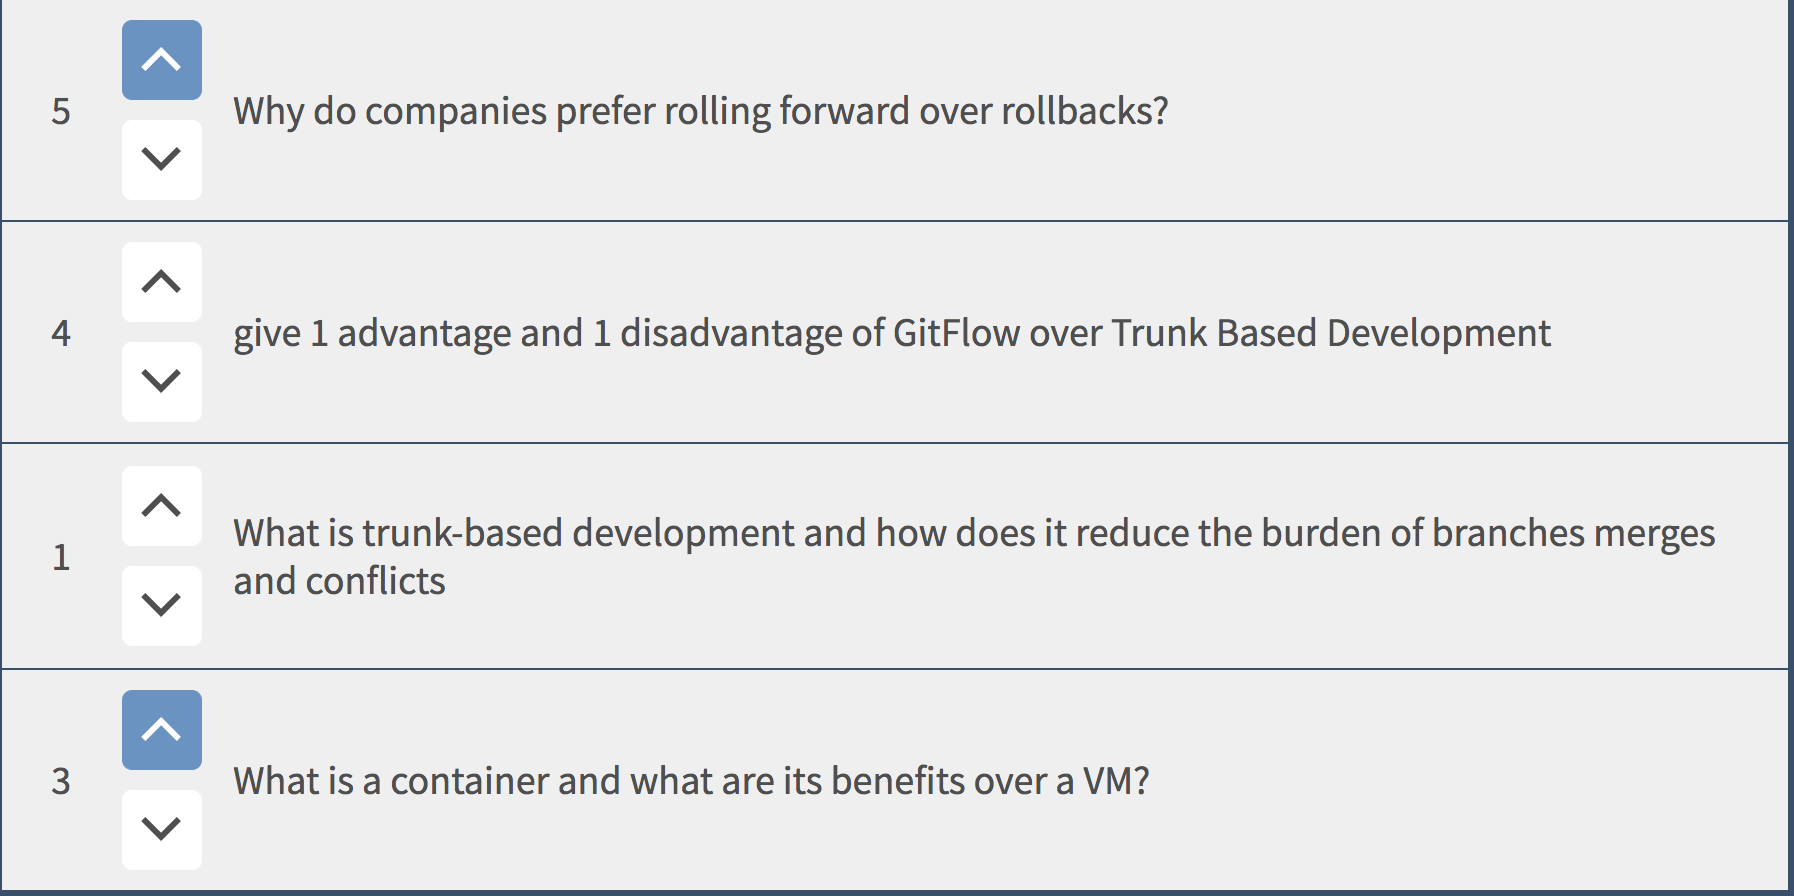 5
Why do companies prefer rolling forward over rollbacks?
4
give 1 advantage and 1 disadvantage of GitFlow over Trunk Based Development
1
What is trunk-based development and how does it reduce the burden of branches merges
and conflicts
3
What is a container and what are its benefits over a VM?